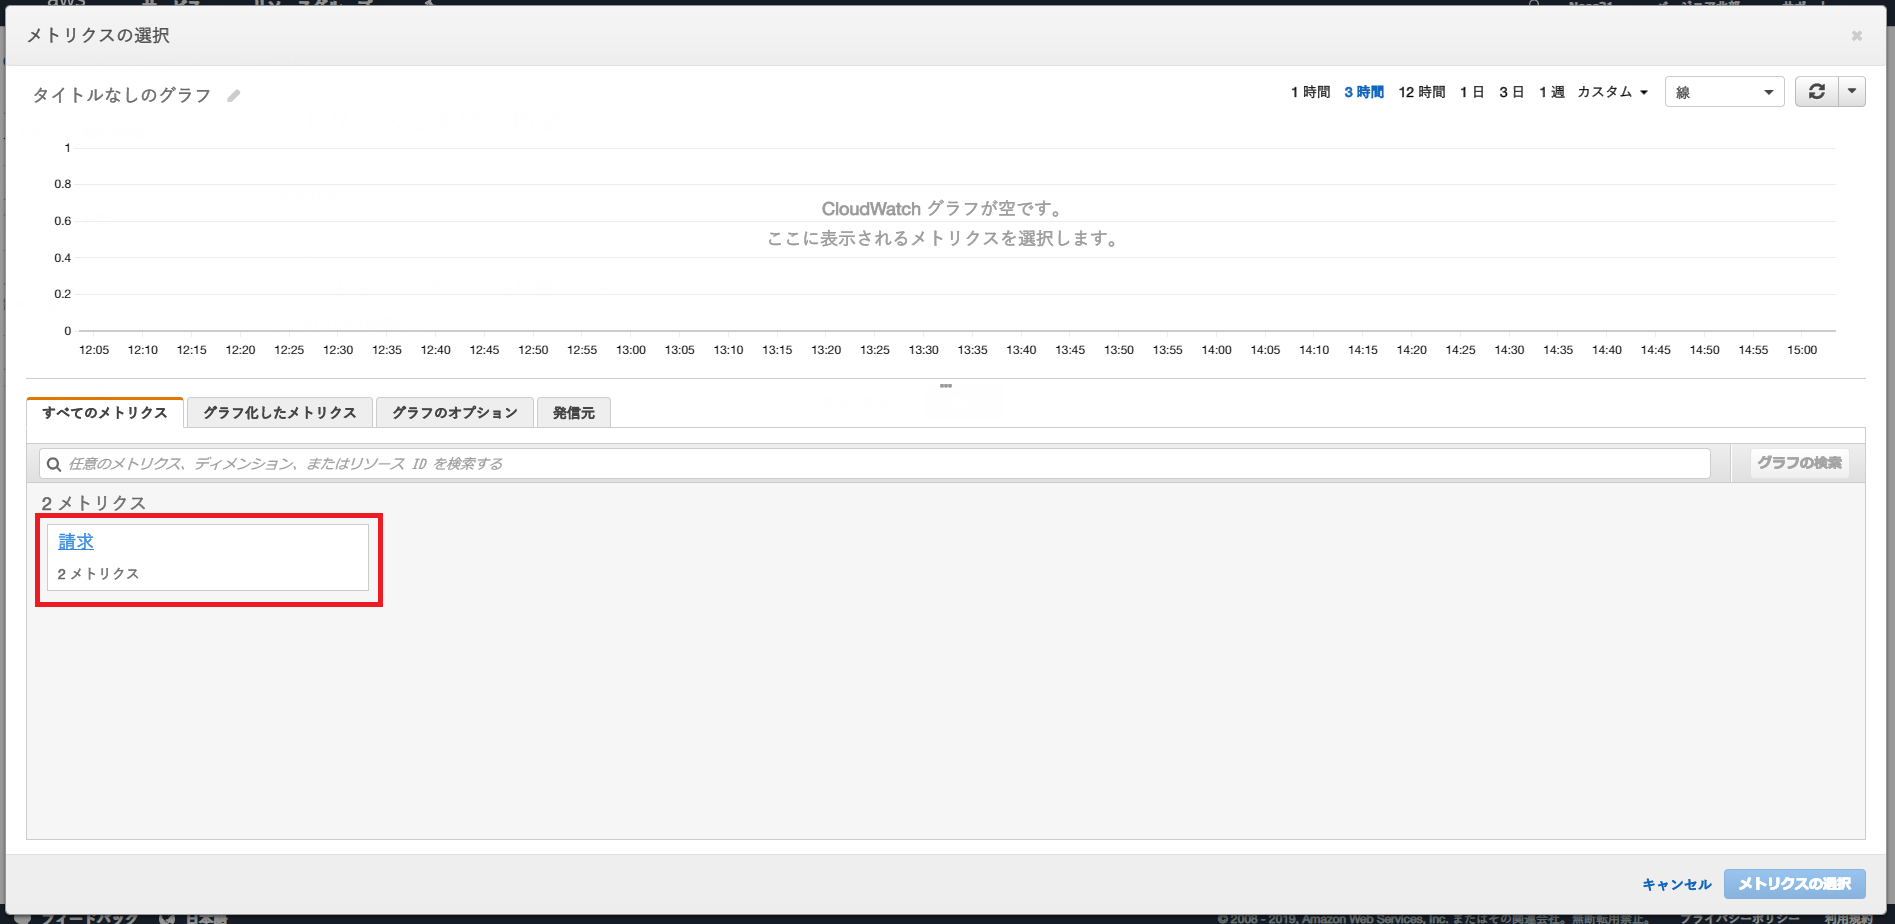 メトリクスの選択
タイトルなしのグラフ
1 時間 3 時間 12 時間 1 日 3 日 1 週 カスタム
線
1
0.8
0.6
0.4
0.2
0
CloudWatch グラフが空です。
ここに表示されるメトリクスを選択します。
12:05 12:10 12:15 12:20 12:25 12:30 12:35 12:40 12:45 12:50 12:55 13:00 13:05 13:10 13:15 13:20 13:25 13:30 13:35 13:40 13:45 13:50 13:55 14:00 14:05 14:10 14:15 14:20 14:25 14:30 14:35 14:40 14:45 14:50 14:55 15:00
すべてのメトリクス グラフ化したメトリクス グラフのオプション 発信元
任意のメトリクス、ディメンション、またはリソース ID を検索する
グラフの検索
2 メトリクス
請求
2 メトリクス
キャンセル メトリクスの選択
フィードバック 日本語 © 2008 - 2019, Amazon Web Services, Inc. またはその関連会社。無断転用禁止。 プライバシーポリシー 利用規約